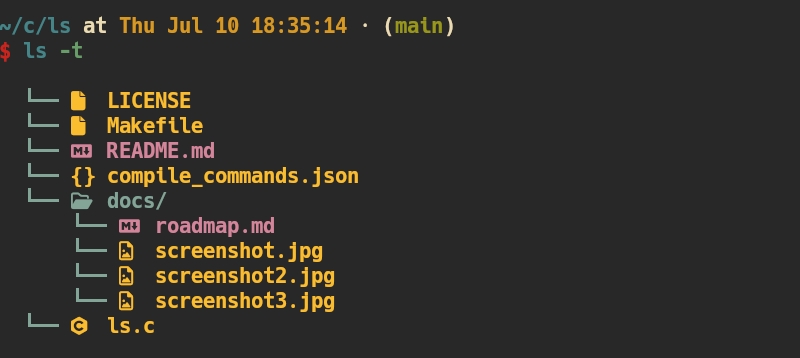 ~/c/ls at Thu Jul 10 18:35:14 · (main)
$ ls -t
LICENSE
Makefile
README.md
{} compile_commands.json
docs/
roadmap.md
screenshot.jpg
screenshot2.jpg
screenshot3.jpg
ls.c